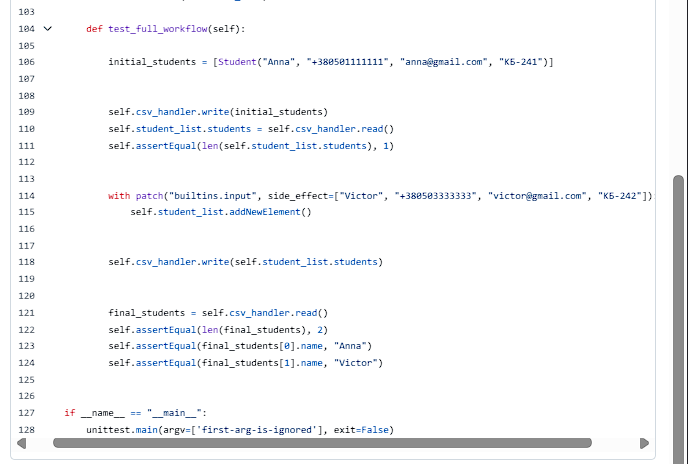 103
104 def test_full_workflow(self):
105
106 initial_students = [Student("Anna", "+380501111111", "anna@gmail.com", "КБ-241")]
107
108
109 self.csv_handler.write(initial_students)
110 self.student_list.students = self.csv_handler.read()
111 self.assertEqual(len(self.student_list.students), 1)
112
113
114 with patch("builtins.input", side_effect=["Victor", "+380503333333", "victor@gmail.com", "КБ-242"])
115 self.student_list.addNewElement()
116
117
118 self.csv_handler.write(self.student_list.students)
119
120
121 final_students = self.csv_handler.read()
122 self.assertEqual(len(final_students), 2)
123 self.assertEqual(final_students[0].name, "Anna")
124 self.assertEqual(final_students[1].name, "Victor")
125
126
127 if __name__ == "__main__":
128 unittest.main(argv=['first-arg-is-ignored'], exit=False)